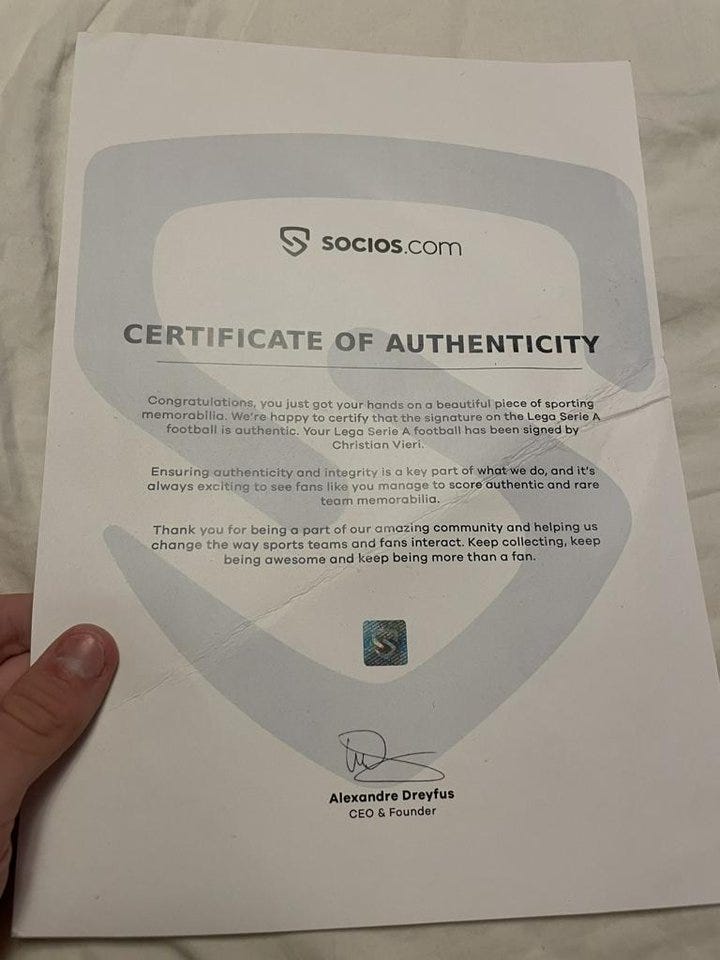 SOCIOS.com
CERTIFICATE OF AUTHENTICITY
Congratulations, you just got your hands on a beautiful piece of sporting
memorabilia. We're happy to certify that the signature on the Lega Serie A
football is authentic. Your Lega Serie A football has been signed by
Christian Vieri.
Ensuring authenticity and integrity is a key part of what we do, and it's
always exciting to see fans like you manage to score authentic and rare
team memorabilia.
Thank you for being a part of our amazing community and helping us
change the way sports teams and fans interact. Keep collecting, keep
being awesome and keep being more than a fan.
Alexandre Dreyfus
CEO & Founder